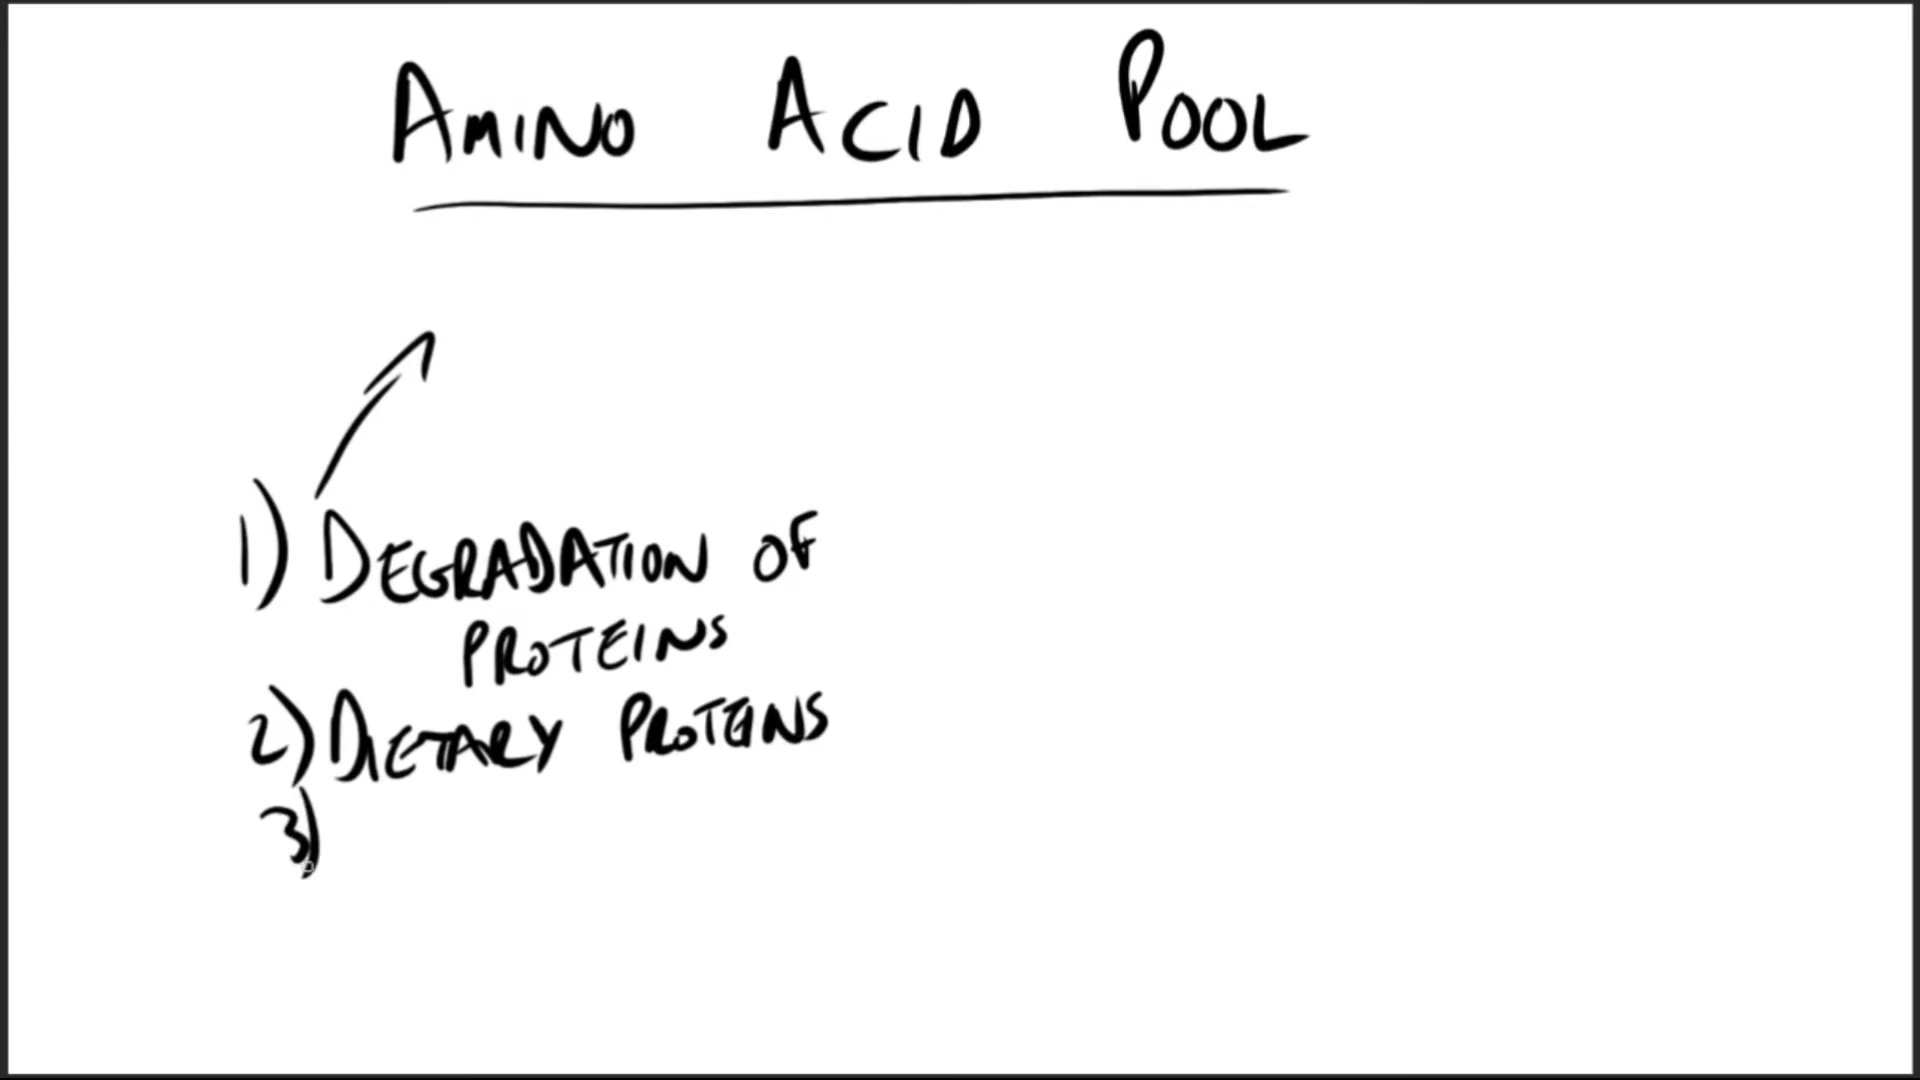 AMINO ACID POOL
1) DEGRADATION OF
PROTEINS
2) DIETARY PROTEINS
3)